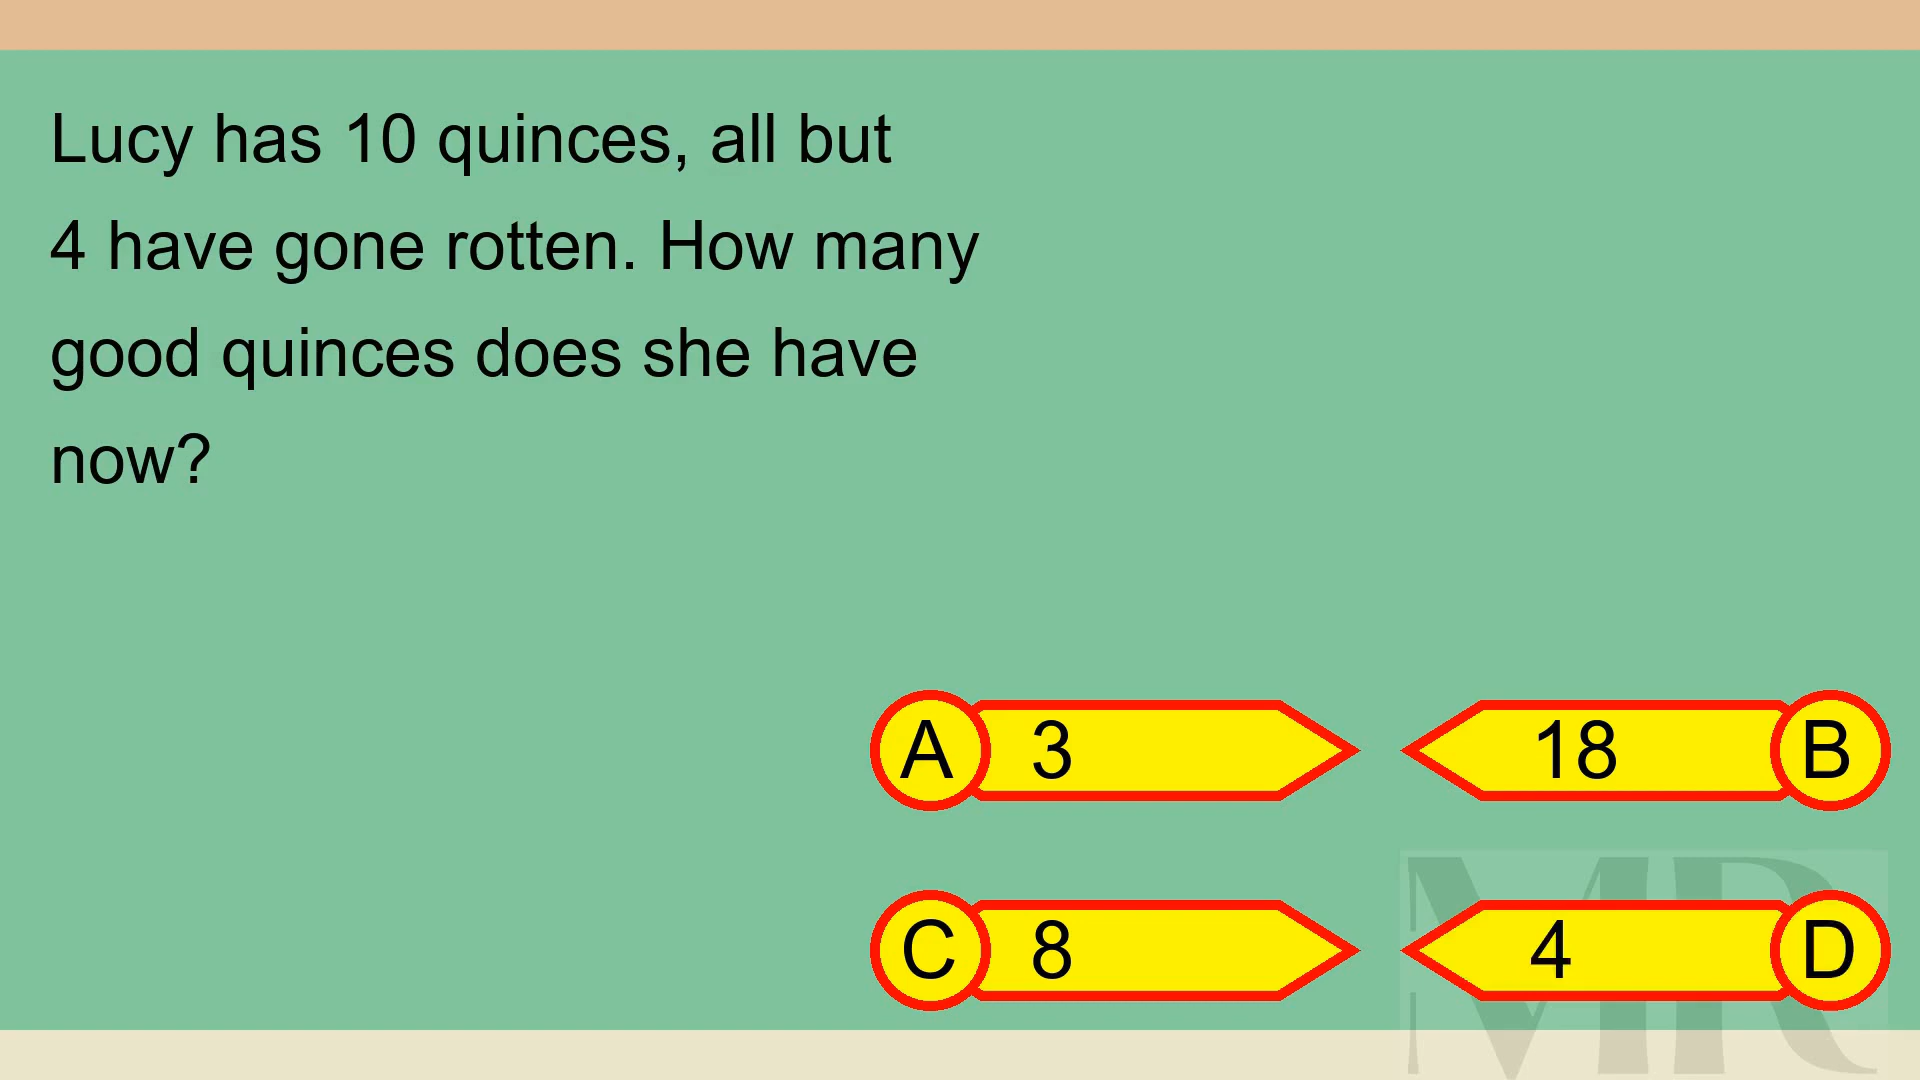 Lucy has 10 quinces, all but
4 have gone rotten. How many
good quinces does she have
now?
A 3
18 B
C 8
4 D
MR